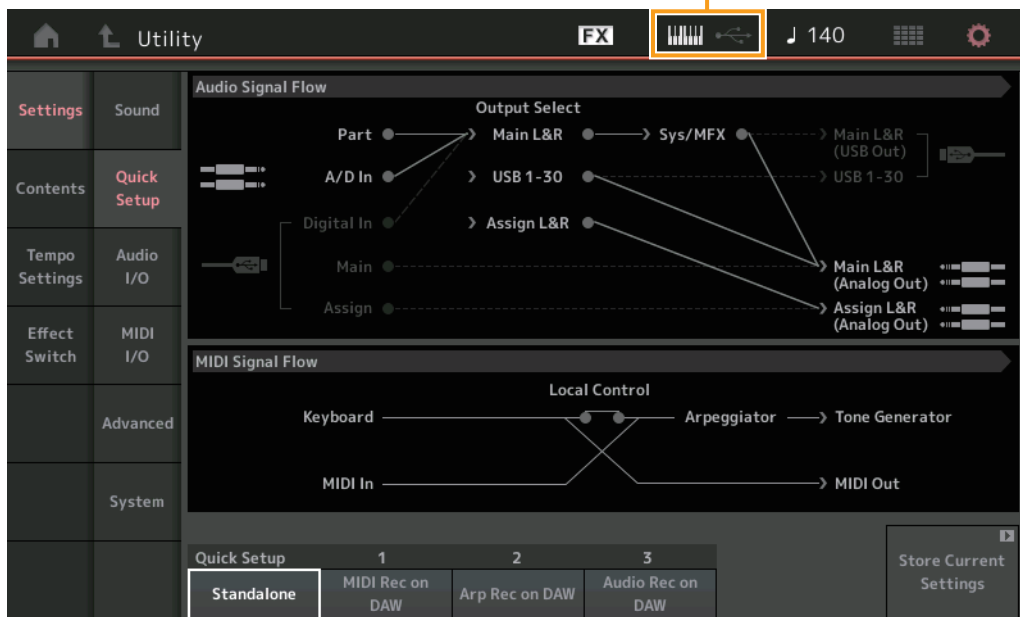 Utility
FX
♩ 140
Settings
Contents
Tempo
Settings
Effect
Switch
Sound
Quick
Setup
Audio
I/O
MIDI
I/O
Advanced
System
Audio Signal Flow
Output Select
Part
Main L&R
Sys/MFX
Main L&R
(USB Out)
A/D In
USB 1-30
USB 1-30
Digital In
Assign L&R
Main
Main L&R
(Analog Out)
Assign
Assign L&R
(Analog Out)
MIDI Signal Flow
Local Control
Keyboard
Arpeggiator
Tone Generator
MIDI In
MIDI Out
Quick Setup
1
2
3
Standalone
MIDI Rec on
DAW
Arp Rec on DAW
Audio Rec on
DAW
Store Current
Settings